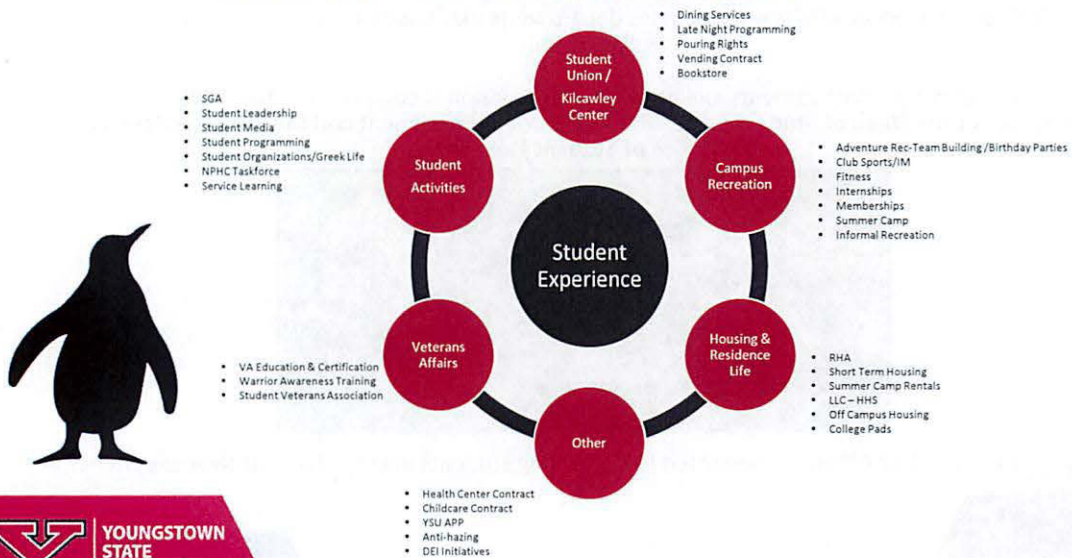 Dining Services
Late Night Programming
Pouring Rights
Vending Contract
Bookstore
Student
Union /
Kilcawley
Center
SGA
Student Leadership
Student Media
Student Programming
Student Organizations/Greek Life
NPHC Taskforce
Service Learning
Student
Activities
Campus
Recreation
Adventure Rec-Team Building /Birthday Parties
Club Sports/IM
Fitness
Internships
Memberships
Summer Camp
Informal Recreation
Student
Experience
Veterans
Affairs
VA Education & Certification
Warrior Awareness Training
Student Veterans Association
Housing &
Residence
Life
RHA
Short Term Housing
Summer Camp Rentals
LLC – HHS
Off Campus Housing
College Pads
Other
Health Center Contract
Childcare Contract
YSU APP
Anti-hazing
DEI Initiatives
Y
YOUNGSTOWN
STATE